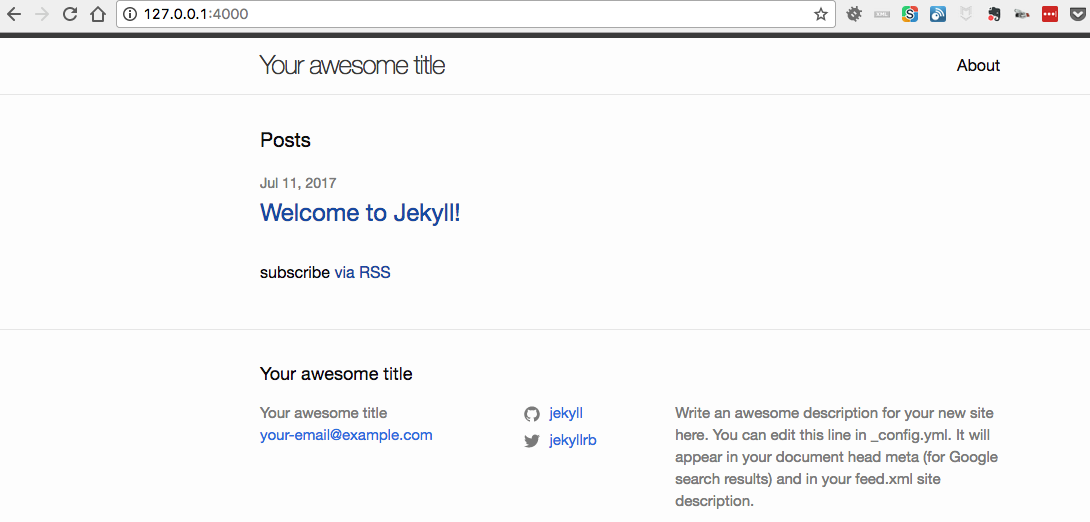 127.0.0.1:4000
Your awesome title
About
Posts
Jul 11, 2017
Welcome to Jekyll!
subscribe via RSS
Your awesome title
Your awesome title
your-email@example.com
jekyll
jekyllrb
Write an awesome description for your new site
here. You can edit this line in _config.yml. It will
appear in your document head meta (for Google
search results) and in your feed.xml site
description.